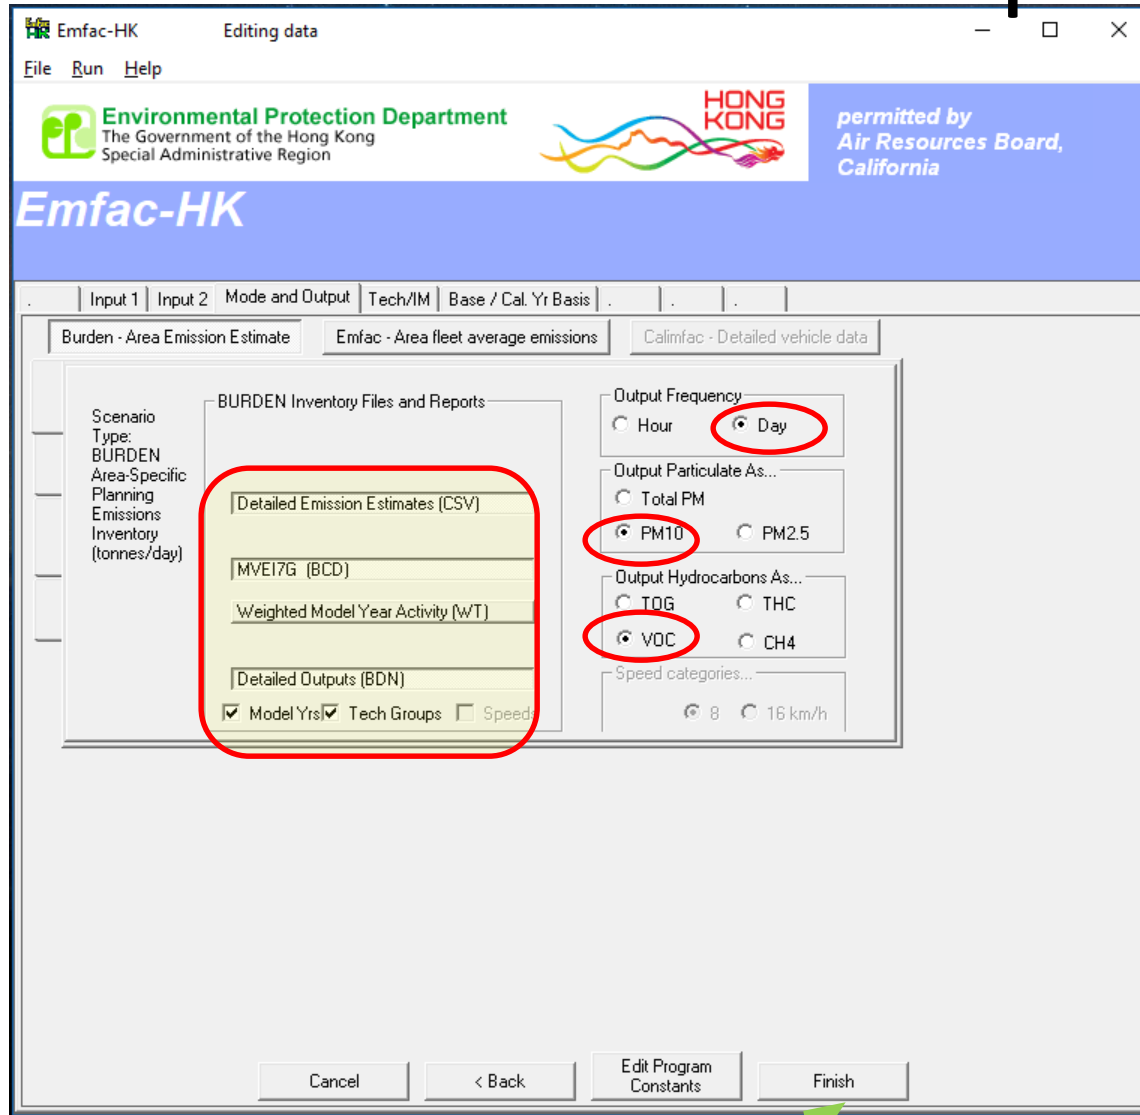 Emfac-HK Editing data
File Run Help
Environmental Protection Department
The Government of the Hong Kong
Special Administrative Region
HONG
KONG
permitted by
Air Resources Board,
California
Emfac-HK
. Input 1 Input 2 Mode and Output Tech/IM Base / Cal. Yr Basis . . .
Burden - Area Emission Estimate Emfac - Area fleet average emissions Calimfac - Detailed vehicle data
Scenario
Type:
BURDEN
Area-Specific
Planning
Emissions
Inventory
(tonnes/day)
BURDEN Inventory Files and Reports
Detailed Emission Estimates (CSV)
MVEI7G (BCD)
Weighted Model Year Activity (WT)
Detailed Outputs (BDN)
Model Yrs Tech Groups Speeds
Output Frequency
Hour Day
Output Particulate As...
Total PM
PM10 PM2.5
Output Hydrocarbons As...
TOG THC
VOC CH4
Speed categories...
8 16 km/h
Cancel < Back Edit Program
Constants Finish